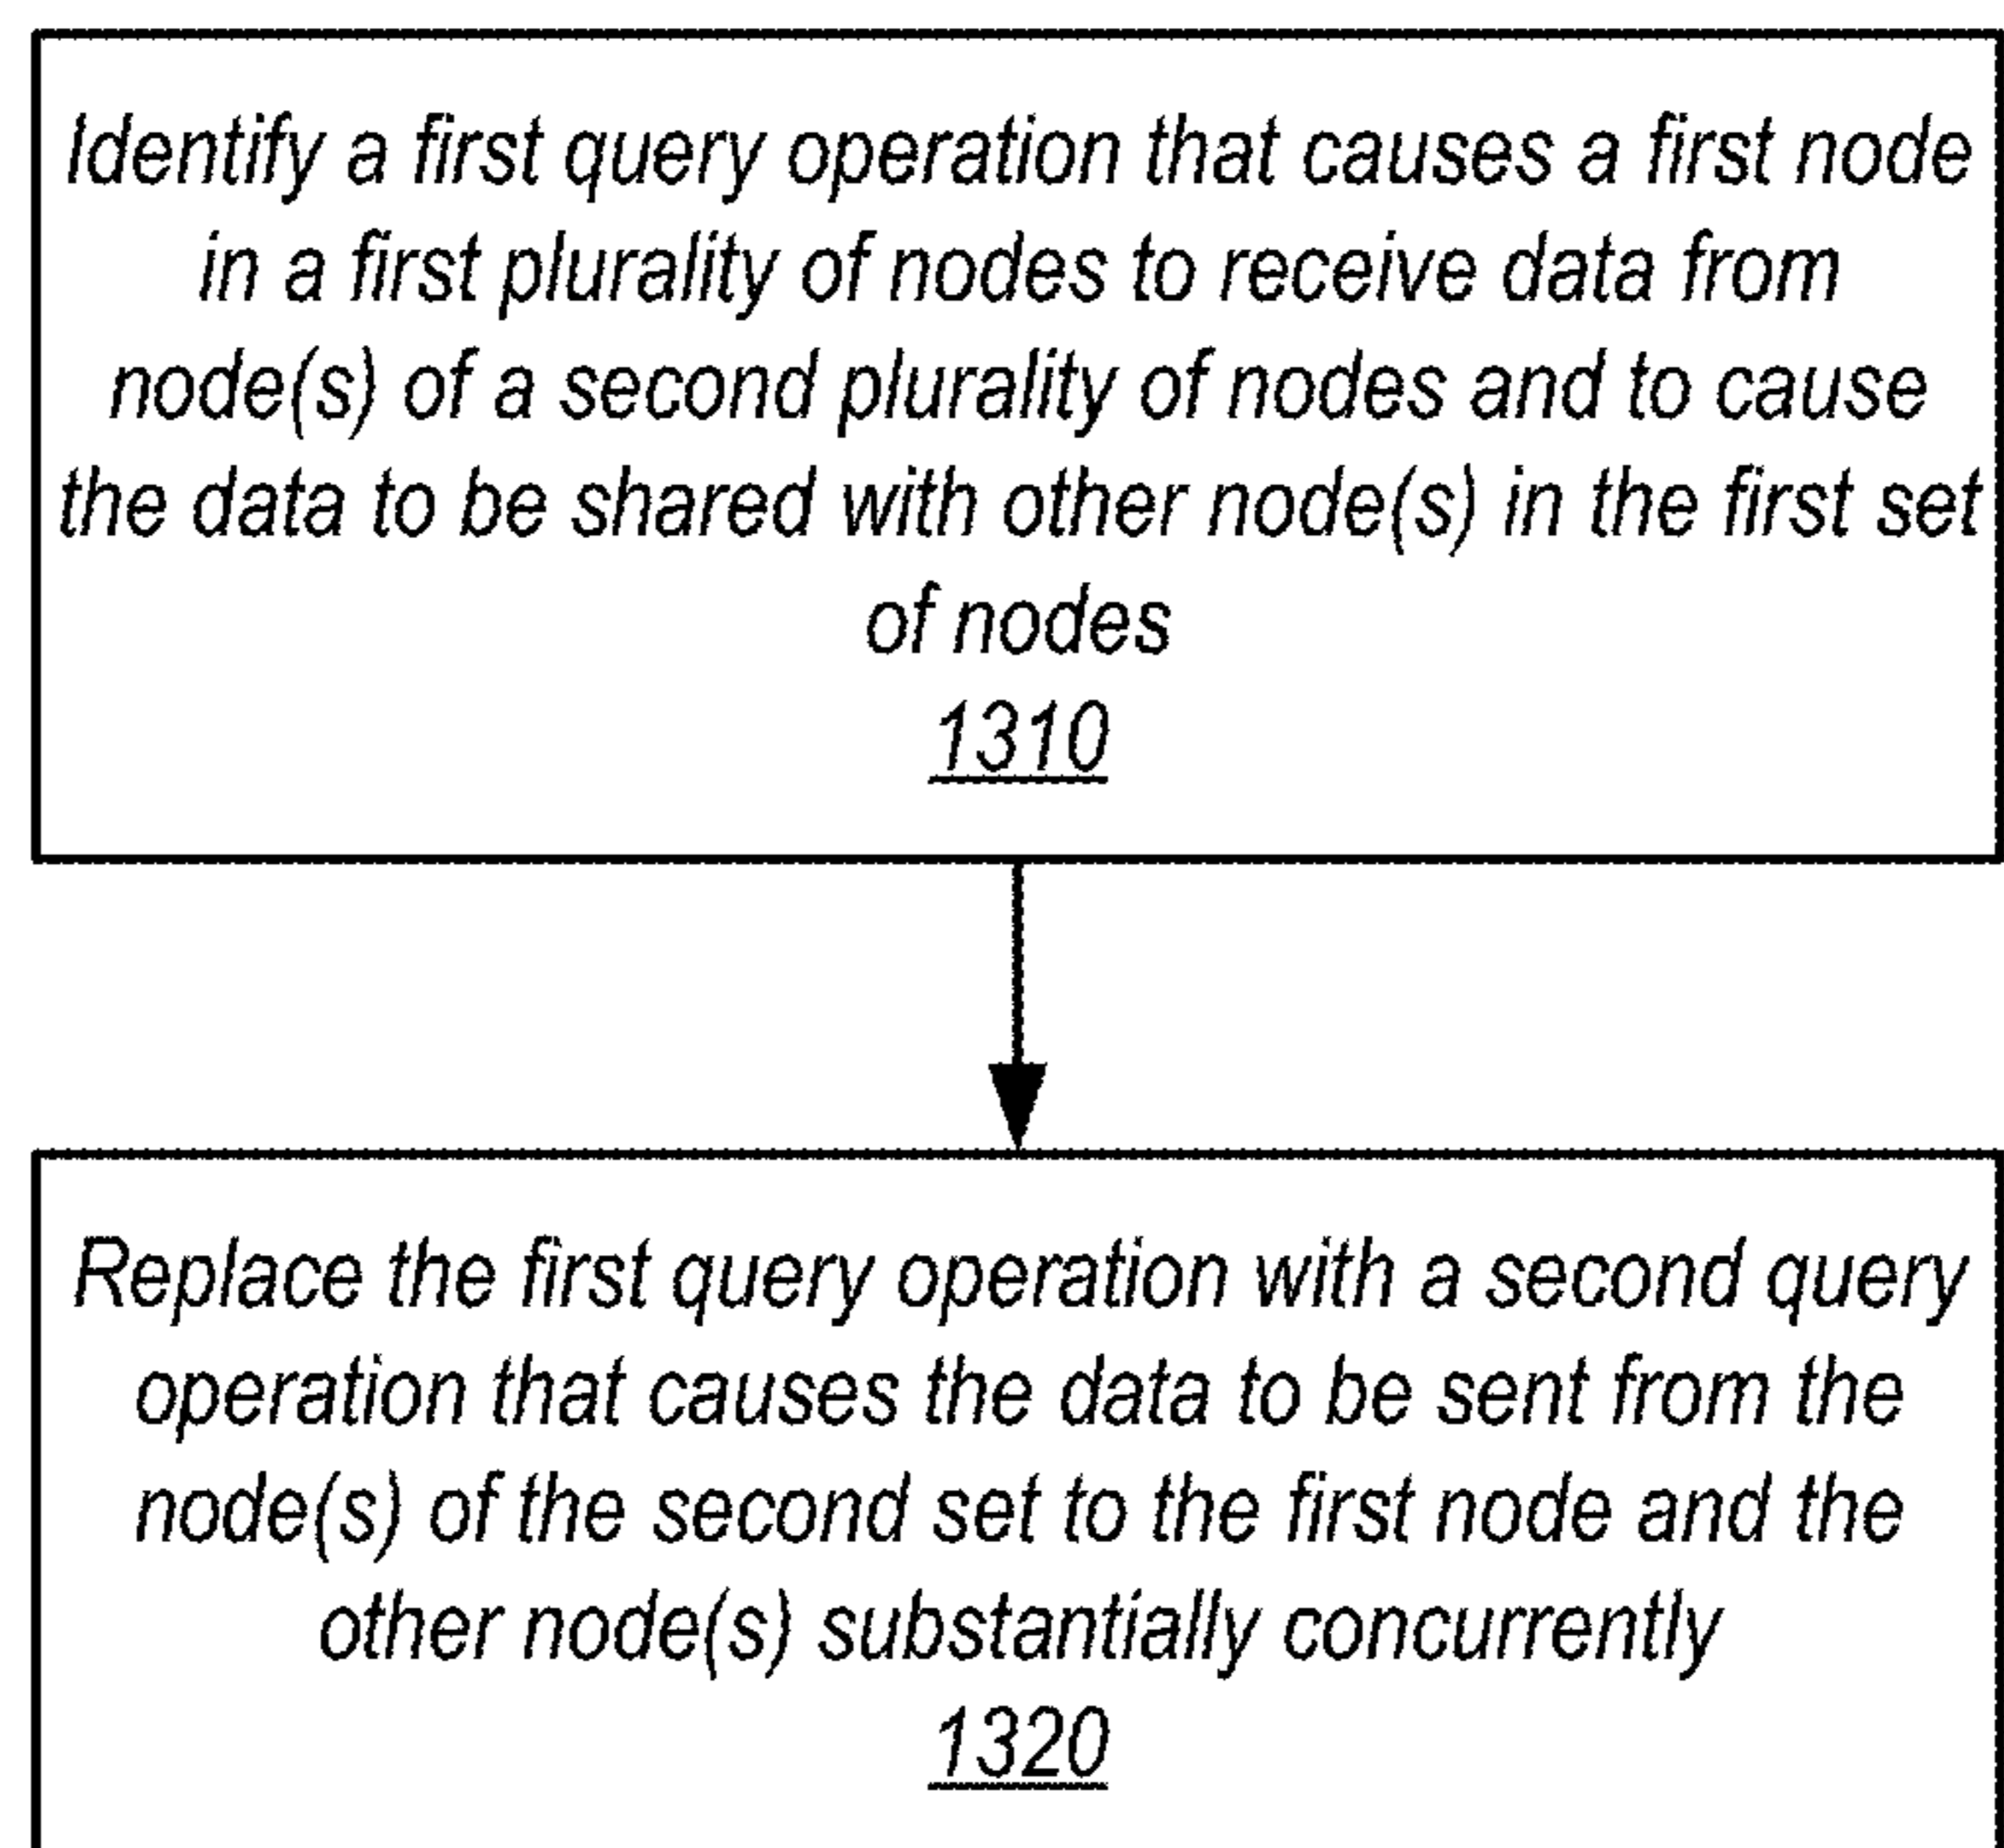 Identify a first query operation that causes a first node
in a first plurality of nodes to receive data from
node(s) of a second plurality of nodes and to cause
the data to be shared with other node(s) in the first set
of nodes
1310
Replace the first query operation with a second query
operation that causes the data to be sent from the
node(s) of the second set to the first node and the
other node(s) substantially concurrently
1320